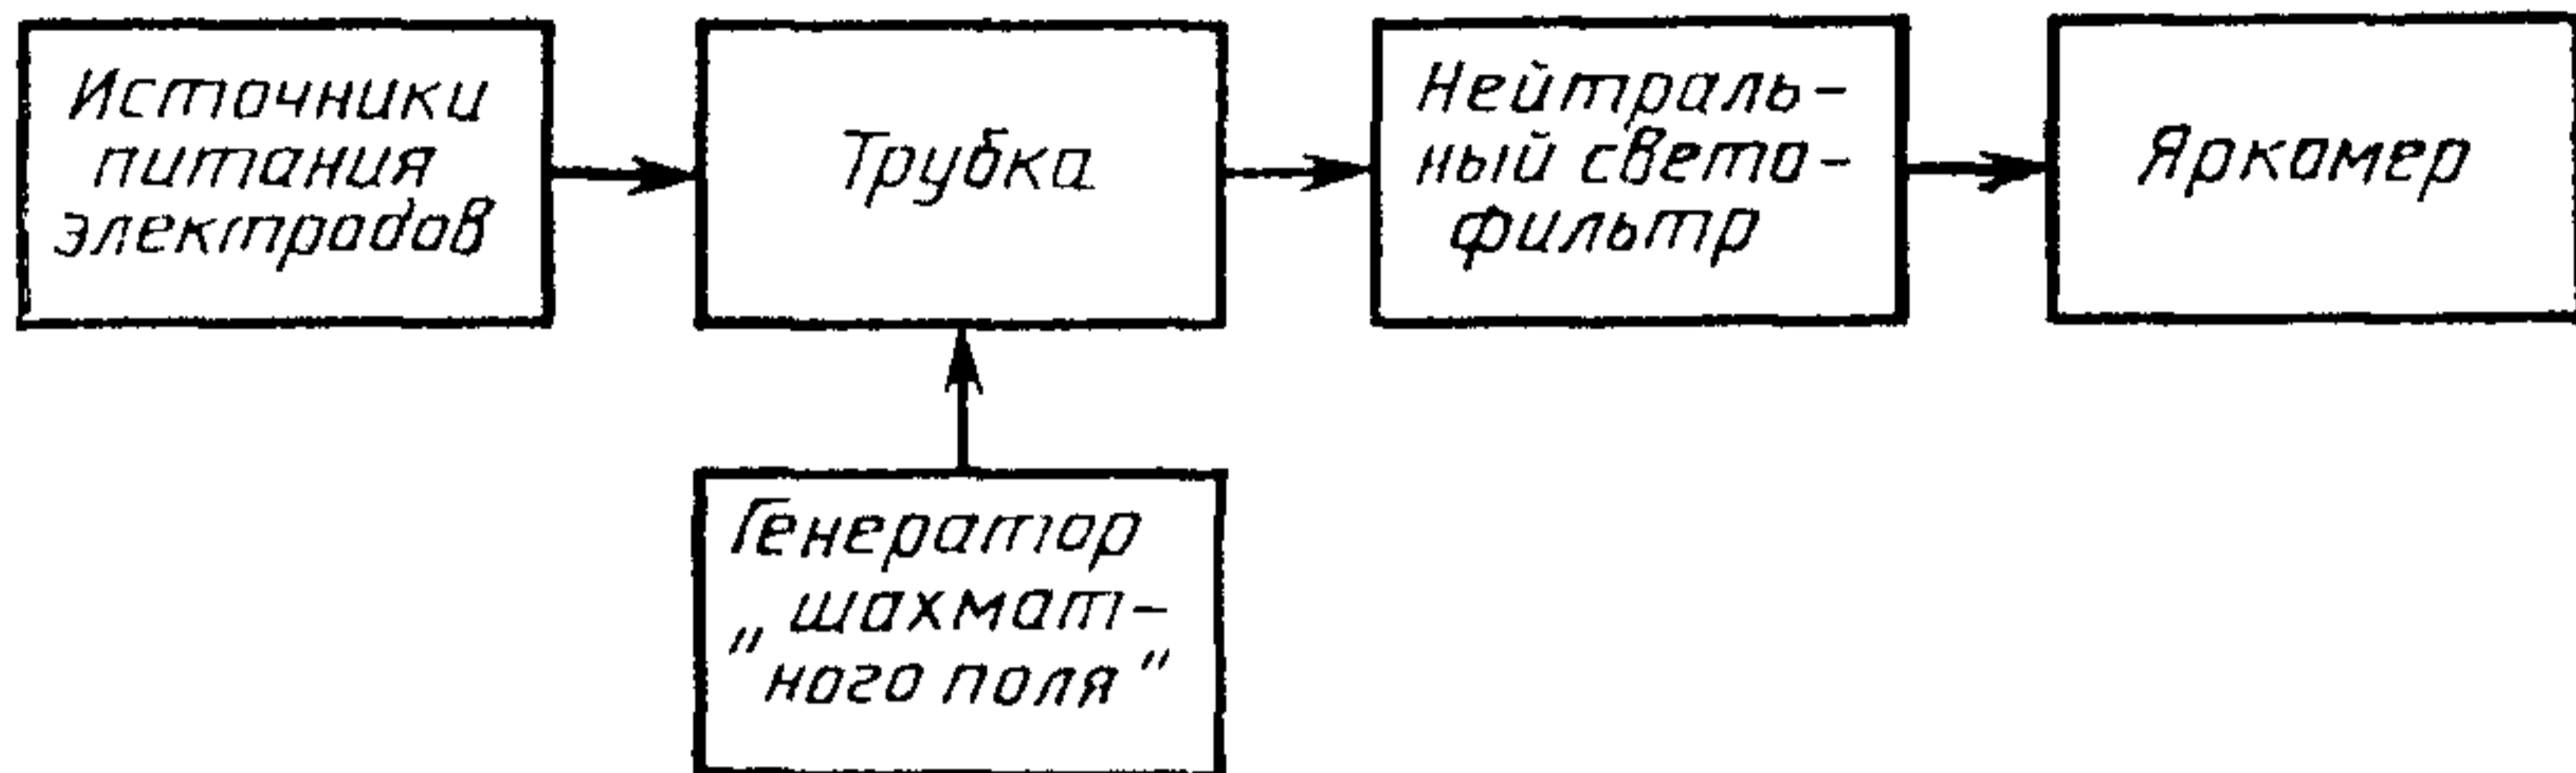 Источники
питания
электродов
Трубка
Нейтраль-
ный свето-
фильтр
Яркомер
Генератор
"шахмат-
ного поля"